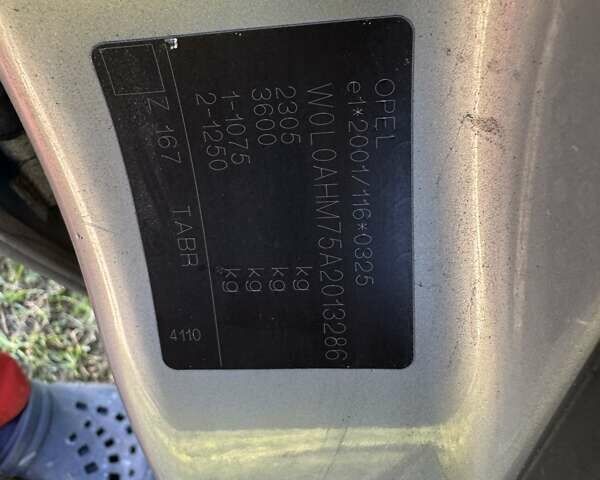 OPEL
e1*2001/116*0325
W0L0AHM75A2013286
2305 kg
3600 kg
1-1075 kg
2-1250 kg
Z 167 TABR
4110